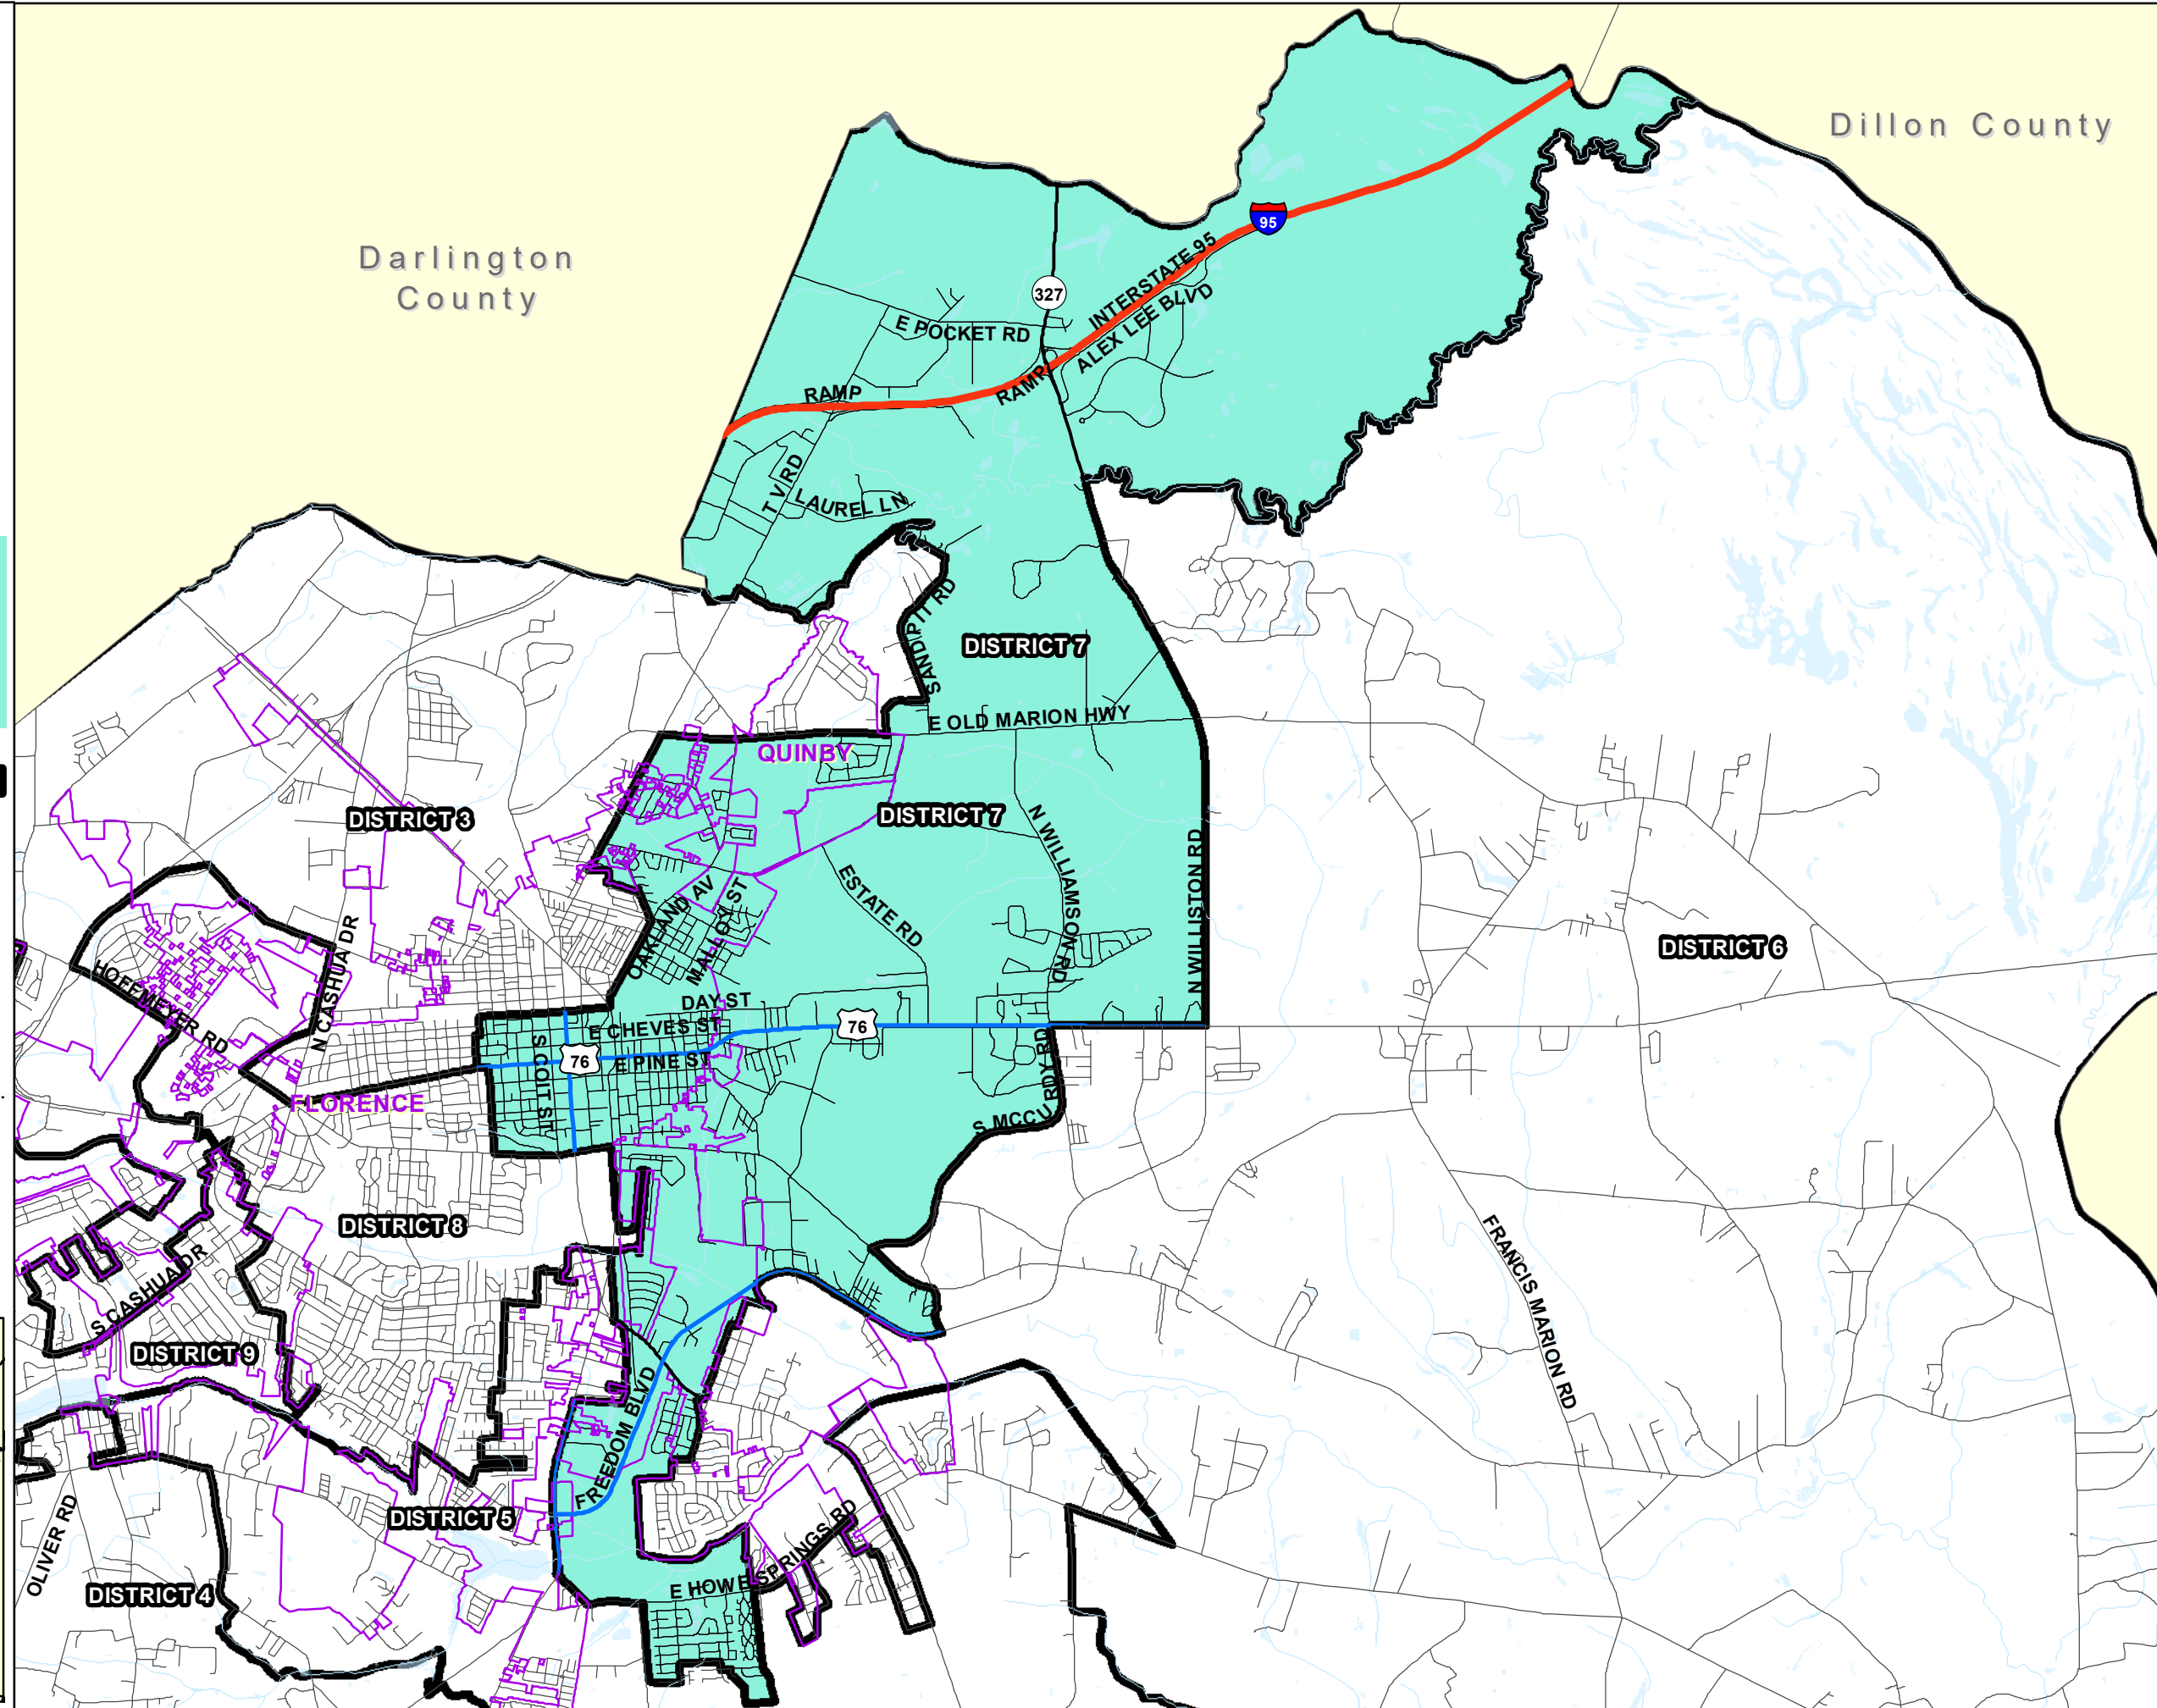 Dillon County
Darlington
County
95
327
INTERSTATE 95
ALEX LEE BLVD
E POCKET RD
RAMP
RAMP
T V RD
LAUREL LN
SAND PIT RD
DISTRICT 7
E OLD MARION HWY
QUINBY
DISTRICT 3
DISTRICT 7
N WILLIAMSON RD
ESTATE RD
N WILLISTON RD
OAKLAND AV
MALLOY ST
DISTRICT 6
N CASHUA DR
HOFFMEYER RD
DAY ST
E CHEVES ST
76
76
E PINE ST
S COIT ST
S MCCURDY RD
FLORENCE
DISTRICT 8
FRANCIS MARION RD
S CASHUA DR
DISTRICT 9
FREEDOM BLVD
DISTRICT 5
OLIVER RD
DISTRICT 4
E HOWE SPRINGS RD